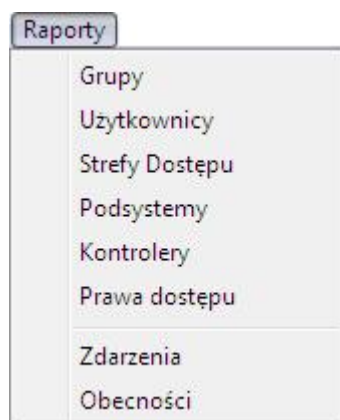 Raporty
Grupy
Użytkownicy
Strefy Dostępu
Podsystemy
Kontrolery
Prawa dostępu
Zdarzenia
Obecności